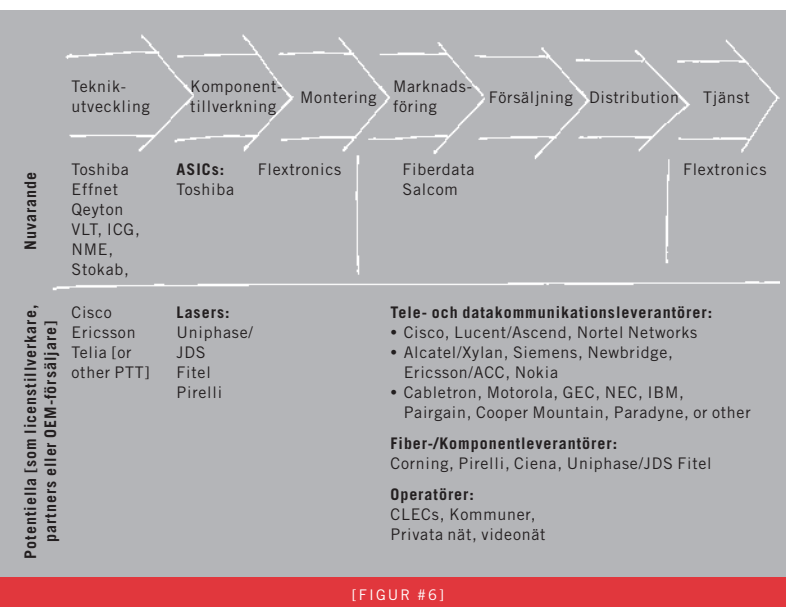 Teknik-
utveckling
Komponent-
tillverkning
Montering
Marknads-
föring
Försäljning
Distribution
Tjänst
Nuvarande
Toshiba
Effnet
Qeyton
VLT, ICG,
NME,
Stokab,
ASICs:
Toshiba
Flextronics
Fiberdata
Salcom
Flextronics
Potentiella [som licenstillverkare,
partners eller OEM-försäljare]
Cisco
Ericsson
Telia [or
other PTT]
Lasers:
Uniphase/
JDS
Fitel
Pirelli
Tele- och datakommunikationsleverantörer:
• Cisco, Lucent/Ascend, Nortel Networks
• Alcatel/Xylan, Siemens, Newbridge,
Ericsson/ACC, Nokia
• Cabletron, Motorola, GEC, NEC, IBM,
Pairgain, Cooper Mountain, Paradyne, or other
Fiber-/Komponentleverantörer:
Corning, Pirelli, Ciena, Uniphase/JDS Fitel
Operatörer:
CLECs, Kommuner,
Privata nät, videonät
[FIGUR #6]